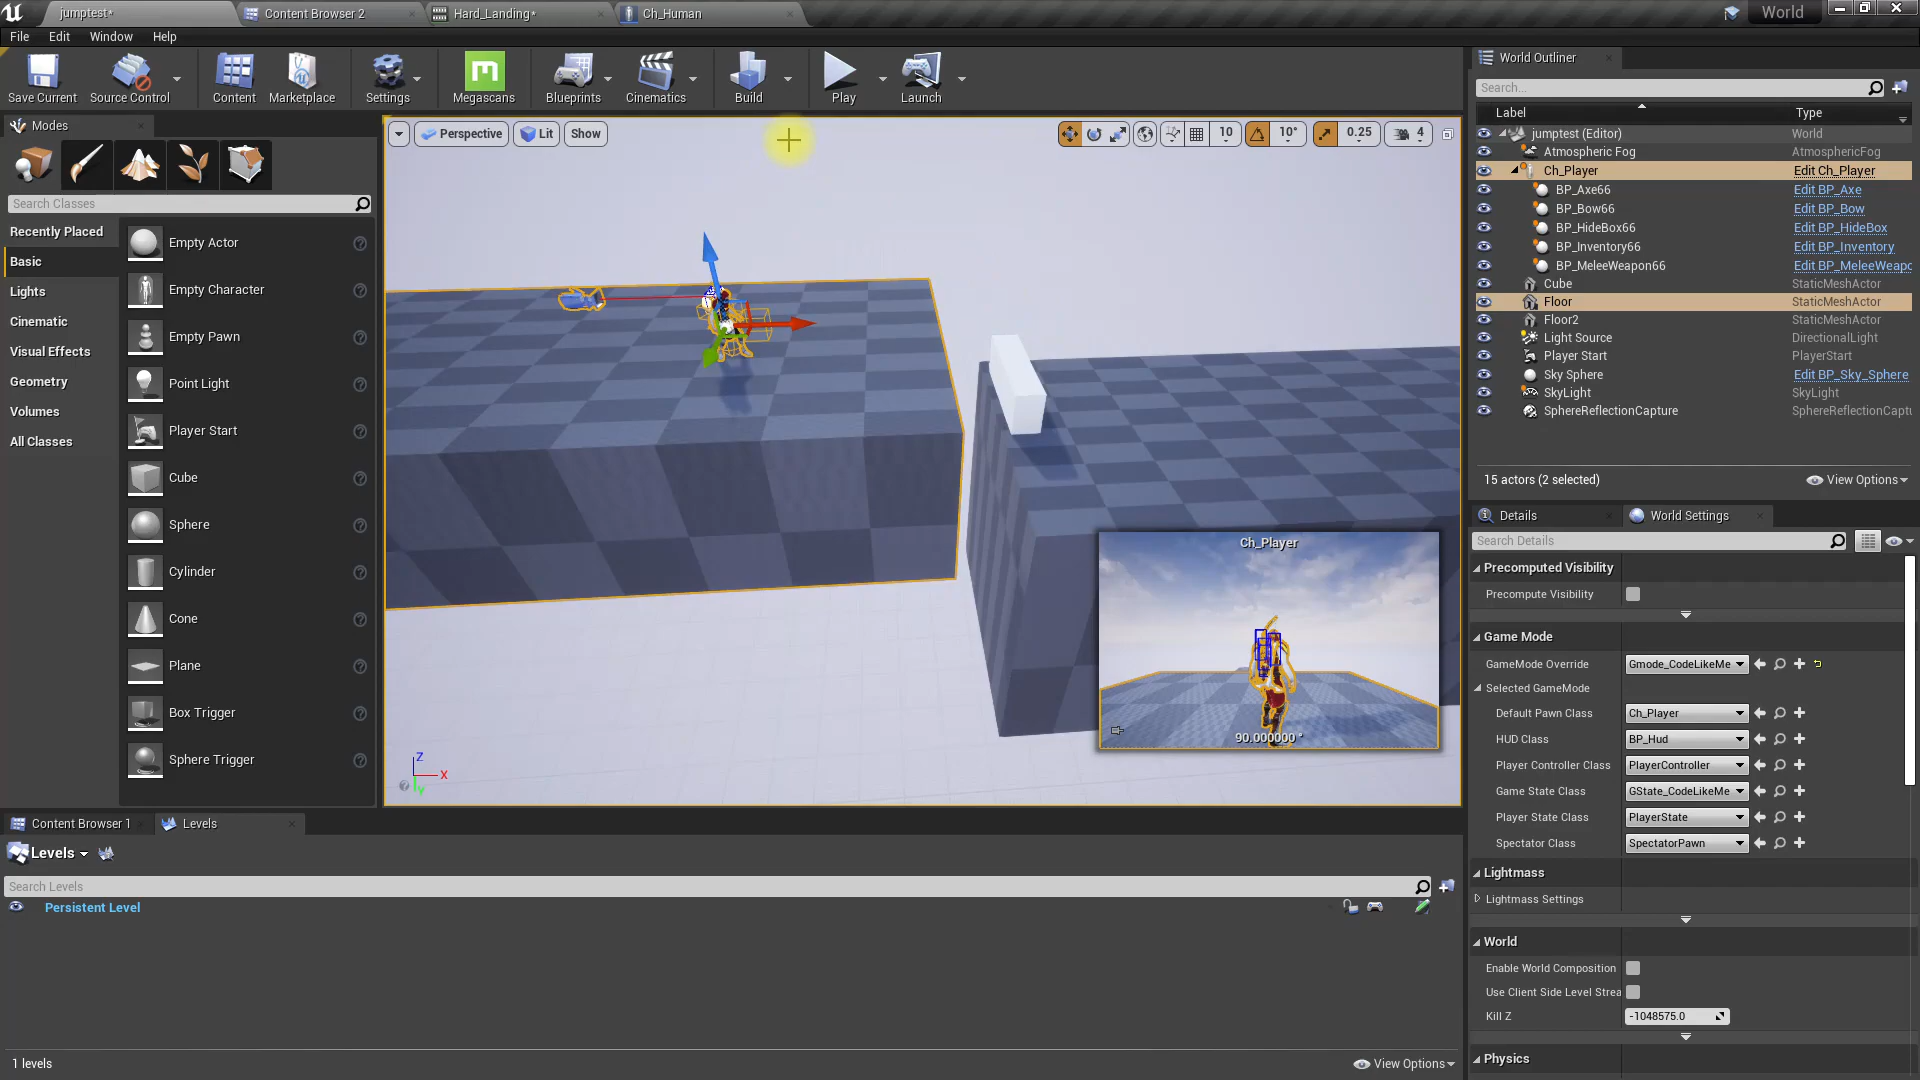 jumptest*
Content Browser 2
Hard_Landing*
Ch_Human
World
File
Edit
Window
Help
Save Current
Source Control
Content
Marketplace
Settings
Megascans
Blueprints
Cinematics
Build
Play
Launch
Modes
Search Classes
Recently Placed
Basic
Lights
Cinematic
Visual Effects
Geometry
Volumes
All Classes
Empty Actor
Empty Character
Empty Pawn
Point Light
Player Start
Cube
Sphere
Cylinder
Cone
Plane
Box Trigger
Sphere Trigger
Perspective
Lit
Show
10
10°
0.25
4
Ch_Player
90.000000 °
Z
X
y
World Outliner
Search...
Label
Type
jumptest (Editor)
World
Atmospheric Fog
AtmosphericFog
Ch_Player
Edit Ch_Player
BP_Axe66
Edit BP_Axe
BP_Bow66
Edit BP_Bow
BP_HideBox66
Edit BP_HideBox
BP_Inventory66
Edit BP_Inventory
BP_MeleeWeapon66
Edit BP_MeleeWeapo
Cube
StaticMeshActor
Floor
StaticMeshActor
Floor2
StaticMeshActor
Light Source
DirectionalLight
Player Start
PlayerStart
Sky Sphere
Edit BP_Sky_Sphere
SkyLight
SkyLight
SphereReflectionCapture
SphereReflectionCaptu
15 actors (2 selected)
View Options
Details
World Settings
Search Details
Precomputed Visibility
Precompute Visibility
Game Mode
GameMode Override
Gmode_CodeLikeMe
Selected GameMode
Default Pawn Class
Ch_Player
HUD Class
BP_Hud
Player Controller Class
PlayerController
Game State Class
GState_CodeLikeMe
Player State Class
PlayerState
Spectator Class
SpectatorPawn
Lightmass
Lightmass Settings
World
Enable World Composition
Use Client Side Level Strea
Kill Z
-1048575.0
Physics
Content Browser 1
Levels
Levels
Search Levels
Persistent Level
1 levels
View Options